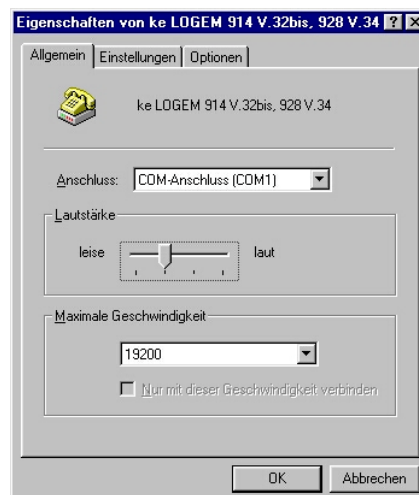 Eigenschaften von ke LOGEM 914 V.32bis, 928 V.34
Allgemein Einstellungen Optionen
ke LOGEM 914 V.32bis, 928 V.34
Anschluss: COM-Anschluss (COM1)
Lautstärke
leise laut
Maximale Geschwindigkeit
19200
Nur mit dieser Geschwindigkeit verbinden
OK Abbrechen